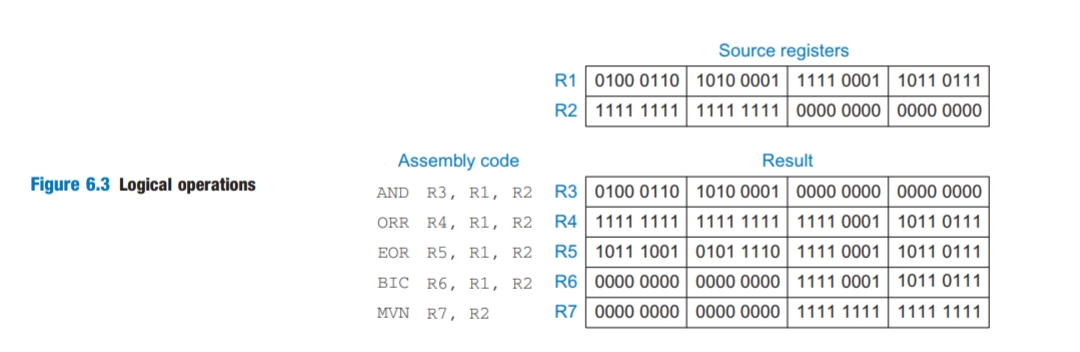 Source registers
R1 0100 0110 1010 0001 1111 0001 1011 0111
R2 1111 1111 1111 1111 0000 0000 0000 0000
Assembly code Result
Figure 6.3 Logical operations
AND R3, R1, R2 R3 0100 0110 1010 0001 0000 0000 0000 0000
ORR R4, R1, R2 R4 1111 1111 1111 1111 1111 0001 1011 0111
EOR R5, R1, R2 R5 1011 1001 0101 1110 1111 0001 1011 0111
BIC R6, R1, R2 R6 0000 0000 0000 0000 1111 0001 1011 0111
MVN R7, R2 R7 0000 0000 0000 0000 1111 1111 1111 1111